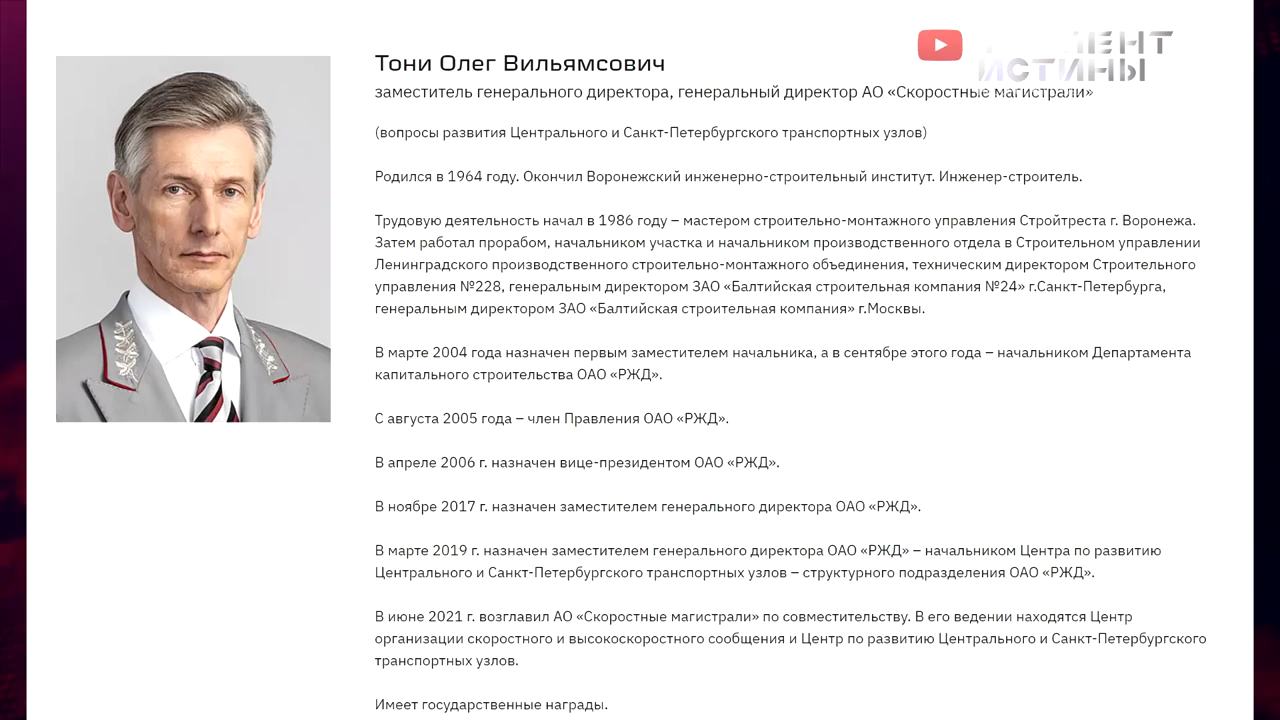 Тони Олег Вильямсович
ИСТИНЫ
заместитель генерального директора, генеральный директор АО «Скоростные магистрали»
(вопросы развития Центрального и Санкт-Петербургского транспортных узлов)
Родился в 1964 году. Окончил Воронежский инженерно-строительный институт. Инженер-строитель.
Трудовую деятельность начал в 1986 году – мастером строительно-монтажного управления Стройтреста г. Воронежа.
Затем работал прорабом, начальником участка и начальником производственного отдела в Строительном управлении
Ленинградского производственного строительно-монтажного объединения, техническим директором Строительного
управления №228, генеральным директором ЗАО «Балтийская строительная компания №24» г.Санкт-Петербурга,
генеральным директором ЗАО «Балтийская строительная компания» г.Москвы.
В марте 2004 года назначен первым заместителем начальника, а в сентябре этого года – начальником Департамента
капитального строительства ОАО «РЖД».
С августа 2005 года – член Правления ОАО «РЖД».
В апреле 2006 г. назначен вице-президентом ОАО «РЖД».
В ноябре 2017 г. назначен заместителем генерального директора ОАО «РЖД».
В марте 2019 г. назначен заместителем генерального директора ОАО «РЖД» – начальником Центра по развитию
Центрального и Санкт-Петербургского транспортных узлов – структурного подразделения ОАО «РЖД».
В июне 2021 г. возглавил АО «Скоростные магистрали» по совместительству. В его ведении находятся Центр
организации скоростного и высокоскоростного сообщения и Центр по развитию Центрального и Санкт-Петербургского
транспортных узлов.
Имеет государственные награды.